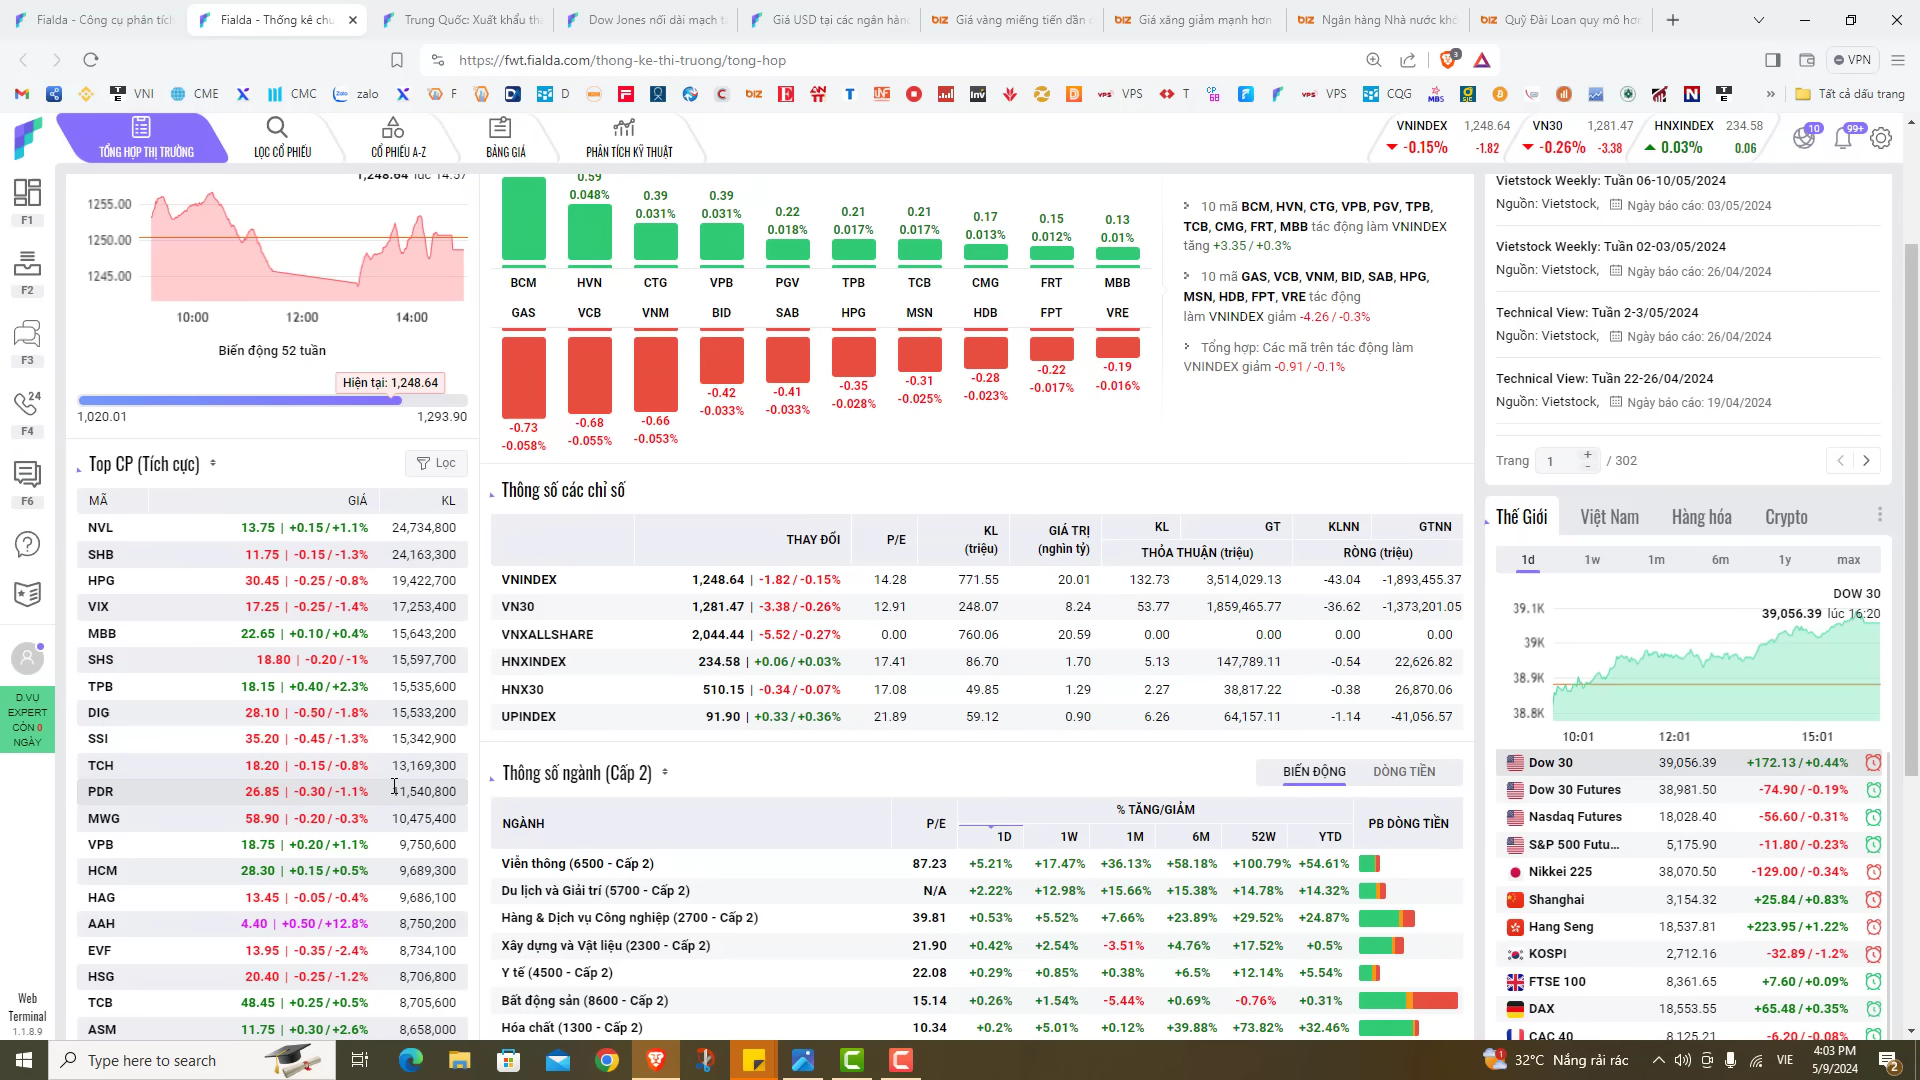 Fialda - Công cụ phân tích
Fialda - Thống kê chu
Trung Quốc: Xuất khẩu th
Dow Jones nối dài mạch t
Giá USD tại các ngân hàn
Giá vàng miếng tiến dần
Giá xăng giảm mạnh hơn
Ngân hàng Nhà nước kh
Quỹ Đài Loan quy mô hơ
https://fwt.fialda.com/thong-ke-thi-truong/tong-hop
VPN
VNI CME CMC zalo F D VPS T VPS CQG Tất cả dấu trang
TỔNG HỢP THỊ TRƯỜNG
LỌC CỔ PHIẾU
CỔ PHIẾU A-Z
BẢNG GIÁ
PHÂN TÍCH KỸ THUẬT
VNINDEX 1,248.64 VN30 1,281.47 HNXINDEX 234.58
-0.15% -1.82 -0.26% -3.38 0.03% 0.06
10
99+
F1
F2
F3
24
F4
F6
D.VỤ
EXPERT
CÒN 0
NGÀY
Web
Terminal
1.1.8.9
1,248.64 lúc 14:57
1255.00
1250.00
1245.00
10:00 12:00 14:00
Biến động 52 tuần
Hiện tại: 1,248.64
1,020.01 1,293.90
Top CP (Tích cực)
Lọc
MÃ GIÁ KL
NVL 13.75 | +0.15 / +1.1% 24,734,800
SHB 11.75 | -0.15 / -1.3% 24,163,300
HPG 30.45 | -0.25 / -0.8% 19,422,700
VIX 17.25 | -0.25 / -1.4% 17,253,400
MBB 22.65 | +0.10 / +0.4% 15,643,200
SHS 18.80 | -0.20 / -1% 15,597,700
TPB 18.15 | +0.40 / +2.3% 15,535,600
DIG 28.10 | -0.50 / -1.8% 15,533,200
SSI 35.20 | -0.45 / -1.3% 15,342,900
TCH 18.20 | -0.15 / -0.8% 13,169,300
PDR 26.85 | -0.30 / -1.1% 11,540,800
MWG 58.90 | -0.20 / -0.3% 10,475,400
VPB 18.75 | +0.20 / +1.1% 9,750,600
HCM 28.30 | +0.15 / +0.5% 9,689,300
HAG 13.45 | -0.05 / -0.4% 9,686,100
AAH 4.40 | +0.50 / +12.8% 8,750,200
EVF 13.95 | -0.35 / -2.4% 8,734,100
HSG 20.40 | -0.25 / -1.2% 8,706,800
TCB 48.45 | +0.25 / +0.5% 8,705,600
ASM 11.75 | +0.30 / +2.6% 8,658,000
0.59 0.39 0.39 0.22 0.21 0.21 0.17 0.15 0.13
0.048% 0.031% 0.031% 0.018% 0.017% 0.017% 0.013% 0.012% 0.01%
BCM HVN CTG VPB PGV TPB TCB CMG FRT MBB
GAS VCB VNM BID SAB HPG MSN HDB FPT VRE
-0.73 -0.68 -0.66 -0.42 -0.41 -0.35 -0.31 -0.28 -0.22 -0.19
-0.058% -0.055% -0.053% -0.033% -0.033% -0.028% -0.025% -0.023% -0.017% -0.016%
10 mã BCM, HVN, CTG, VPB, PGV, TPB,
TCB, CMG, FRT, MBB tác động làm VNINDEX
tăng +3.35 / +0.3%
10 mã GAS, VCB, VNM, BID, SAB, HPG,
MSN, HDB, FPT, VRE tác động
làm VNINDEX giảm -4.26 / -0.3%
Tổng hợp: Các mã trên tác động làm
VNINDEX giảm -0.91 / -0.1%
Thông số các chỉ số
THAY ĐỔI P/E KL (triệu) GIÁ TRỊ (nghìn tỷ) KL GT KLNN GTNN
THỎA THUẬN (triệu) RÒNG (triệu)
VNINDEX 1,248.64 | -1.82 / -0.15% 14.28 771.55 20.01 132.73 3,514,029.13 -43.04 -1,893,455.37
VN30 1,281.47 | -3.38 / -0.26% 12.91 248.07 8.24 53.77 1,859,465.77 -36.62 -1,373,201.05
VNXALLSHARE 2,044.44 | -5.52 / -0.27% 0.00 760.06 20.59 0.00 0.00 0.00 0.00
HNXINDEX 234.58 | +0.06 / +0.03% 17.41 86.70 1.70 5.13 147,789.11 -0.54 22,626.82
HNX30 510.15 | -0.34 / -0.07% 17.08 49.85 1.29 2.27 38,817.22 -0.38 26,870.06
UPINDEX 91.90 | +0.33 / +0.36% 21.89 59.12 0.90 6.26 64,157.11 -1.14 -41,056.57
Thông số ngành (Cấp 2)
BIẾN ĐỘNG DÒNG TIỀN
NGÀNH P/E % TĂNG/GIẢM PB DÒNG TIỀN
1D 1W 1M 6M 52W YTD
Viễn thông (6500 - Cấp 2) 87.23 +5.21% +17.47% +36.13% +58.18% +100.79% +54.61%
Du lịch và Giải trí (5700 - Cấp 2) N/A +2.22% +12.98% +15.66% +15.38% +14.78% +14.32%
Hàng & Dịch vụ Công nghiệp (2700 - Cấp 2) 39.81 +0.53% +5.52% +7.66% +23.89% +29.52% +24.87%
Xây dựng và Vật liệu (2300 - Cấp 2) 21.90 +0.42% +2.54% -3.51% +4.76% +17.52% +0.5%
Y tế (4500 - Cấp 2) 22.08 +0.29% +0.85% +0.38% +6.5% +12.14% +5.54%
Bất động sản (8600 - Cấp 2) 15.14 +0.26% +1.54% -5.44% +0.69% -0.76% +0.31%
Hóa chất (1300 - Cấp 2) 10.34 +0.2% +5.01% +0.12% +39.88% +73.82% +32.46%
Vietstock Weekly: Tuần 06-10/05/2024
Nguồn: Vietstock, Ngày báo cáo: 03/05/2024
Vietstock Weekly: Tuần 02-03/05/2024
Nguồn: Vietstock, Ngày báo cáo: 26/04/2024
Technical View: Tuần 2-3/05/2024
Nguồn: Vietstock, Ngày báo cáo: 26/04/2024
Technical View: Tuần 22-26/04/2024
Nguồn: Vietstock, Ngày báo cáo: 19/04/2024
Trang 1 / 302
Thế Giới Việt Nam Hàng hóa Crypto
1d 1w 1m 6m 1y max
DOW 30
39,056.39 lúc 16:20
39.1K
39K
38.9K
38.8K
10:01 12:01 15:01
Dow 30 39,056.39 +172.13 / +0.44%
Dow 30 Futures 38,981.50 -74.90 / -0.19%
Nasdaq Futures 18,028.40 -56.60 / -0.31%
S&P 500 Futu... 5,175.90 -11.80 / -0.23%
Nikkei 225 38,070.50 -129.00 / -0.34%
Shanghai 3,154.32 +25.84 / +0.83%
Hang Seng 18,537.81 +223.95 / +1.22%
KOSPI 2,712.16 -32.89 / -1.2%
FTSE 100 8,361.65 +7.60 / +0.09%
DAX 18,553.55 +65.48 / +0.35%
CAC 40 8,125.21 -6.20 / -0.08%
Type here to search
32°C Nắng rải rác
VIE
4:03 PM
5/9/2024
2